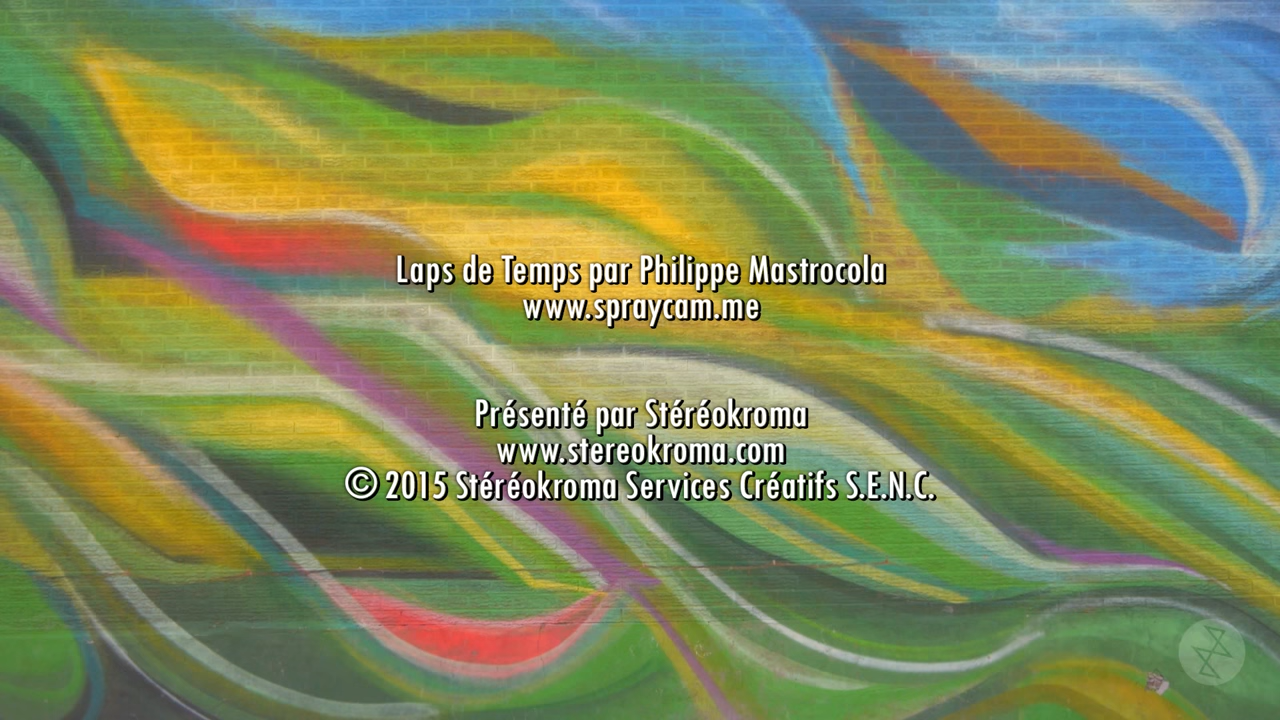 Laps de Temps par Philippe Mastrocola
www.spraycam.me
Présenté par Stéréokroma
www.stereokroma.com
© 2015 Stéréokroma Services Créatifs S.E.N.C.